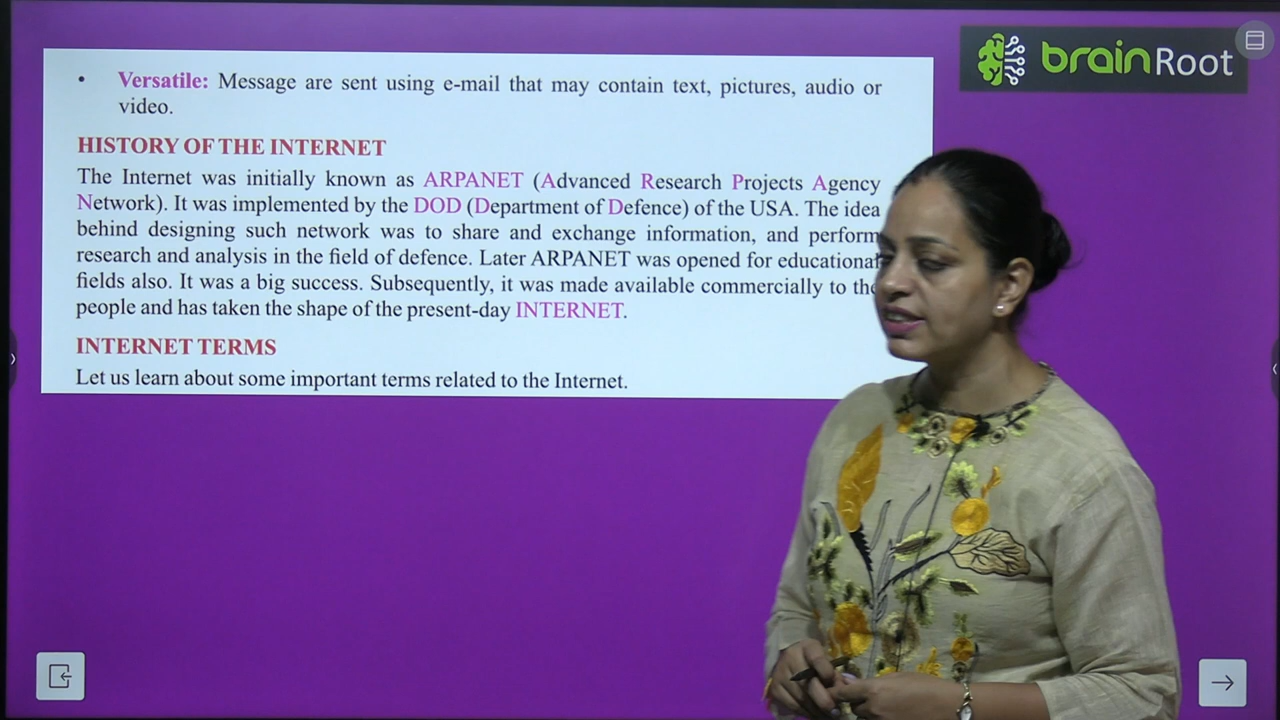 brainRoot
• Versatile: Message are sent using e-mail that may contain text, pictures, audio or
video.
HISTORY OF THE INTERNET
The Internet was initially known as ARPANET (Advanced Research Projects Agency
Network). It was implemented by the DOD (Department of Defence) of the USA. The idea
behind designing such network was to share and exchange information, and perform
research and analysis in the field of defence. Later ARPANET was opened for educational
fields also. It was a big success. Subsequently, it was made available commercially to the
people and has taken the shape of the present-day INTERNET.
INTERNET TERMS
Let us learn about some important terms related to the Internet.